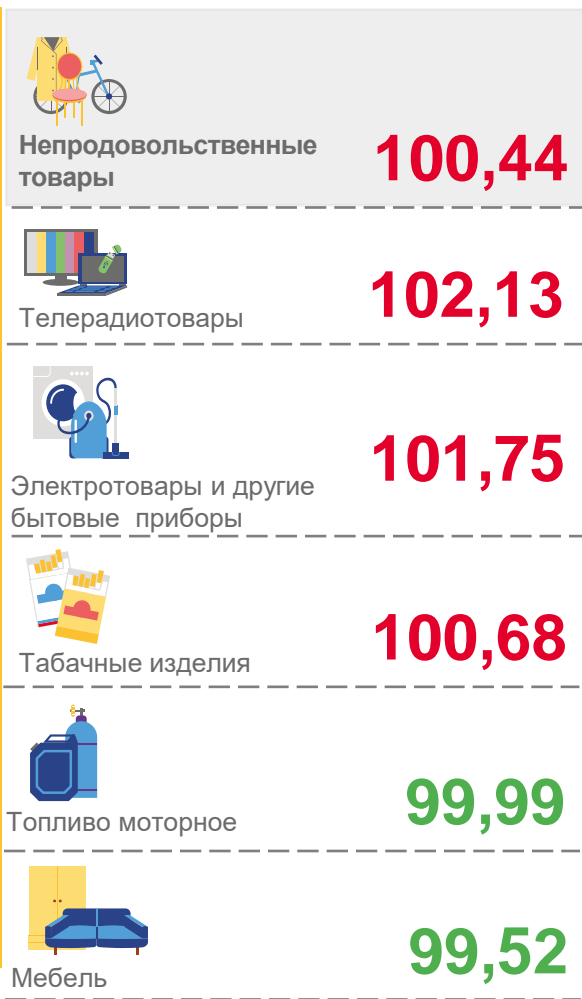 Непродовольственные
товары
100,44
Телерадиотовары
102,13
Электротовары и другие
бытовые приборы
101,75
Табачные изделия
100,68
Топливо моторное
99,99
Мебель
99,52